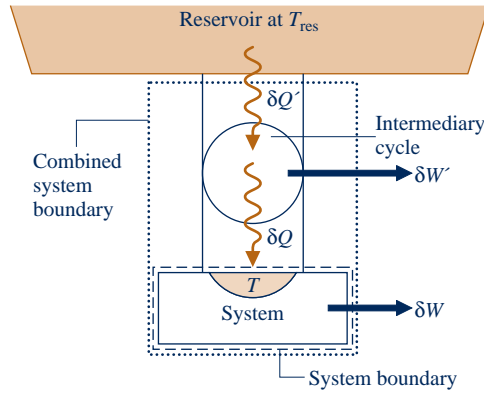 Reservoir at T_res
δQ′
Intermediary
cycle
Combined
system
boundary
δW′
δQ
T
System
δW
System boundary